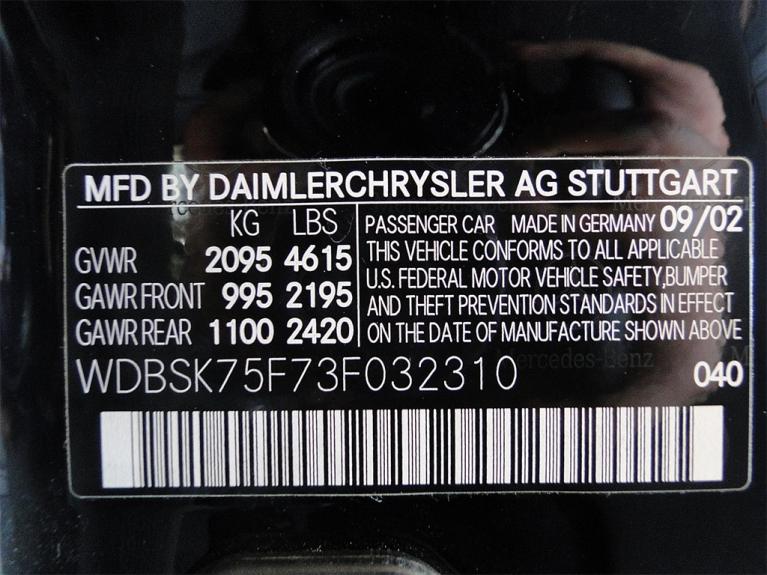 MFD BY DAIMLERCHRYSLER AG STUTTGART
KG LBS
GVWR 2095 4615
GAWR FRONT 995 2195
GAWR REAR 1100 2420
PASSENGER CAR MADE IN GERMANY 09/02
THIS VEHICLE CONFORMS TO ALL APPLICABLE
U.S. FEDERAL MOTOR VEHICLE SAFETY, BUMPER
AND THEFT PREVENTION STANDARDS IN EFFECT
ON THE DATE OF MANUFACTURE SHOWN ABOVE
Mercedes-Benz
WDBSK75F73F032310 040